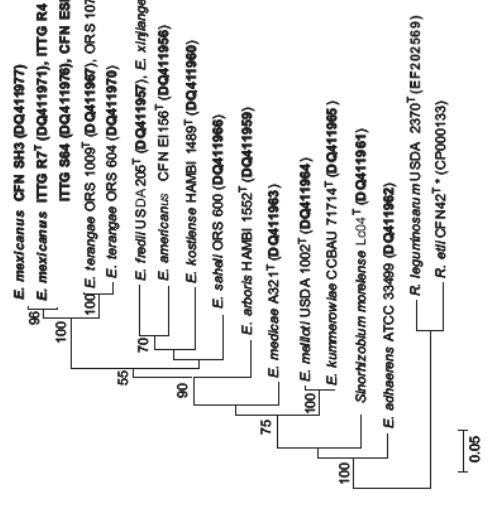 E. mexicanus CFN SH3 (DQ411977)
E. mexicanus ITTG R7T (DQ411971), ITTG R4
ITTG S64 (DQ411976), CFN ESH
E. terangae ORS 1009T (DQ411967), ORS 107
E. terangae ORS 604 (DQ411970)
E. fredii USDA205T (DQ411957), E. xinjiange
E. americanus CFN EI156T (DQ411956)
E. kostiense HAMBI 1489T (DQ411960)
E. saheli ORS 600 (DQ411966)
E. arboris HAMBI 1552T (DQ411959)
E. medicae A321T (DQ411963)
E. meliloti USDA 1002T (DQ411964)
E. kummerowiae CCBAU 71714T (DQ411965)
Sinorhizobium morelense Lc04T (DQ411961)
E. adhaerens ATCC 33499 (DQ411962)
R. leguminosarum USDA 2370T (EF202569)
R. etli CFN42T* (CP000133)
96
100
100
70
55
90
75
100
100
0.05